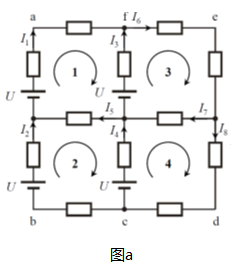 a f e
I₆
I₁ I₃
1 3
U U
I₅ I₇
I₂ I₄ I₈
2 4
U U
b c d
图a